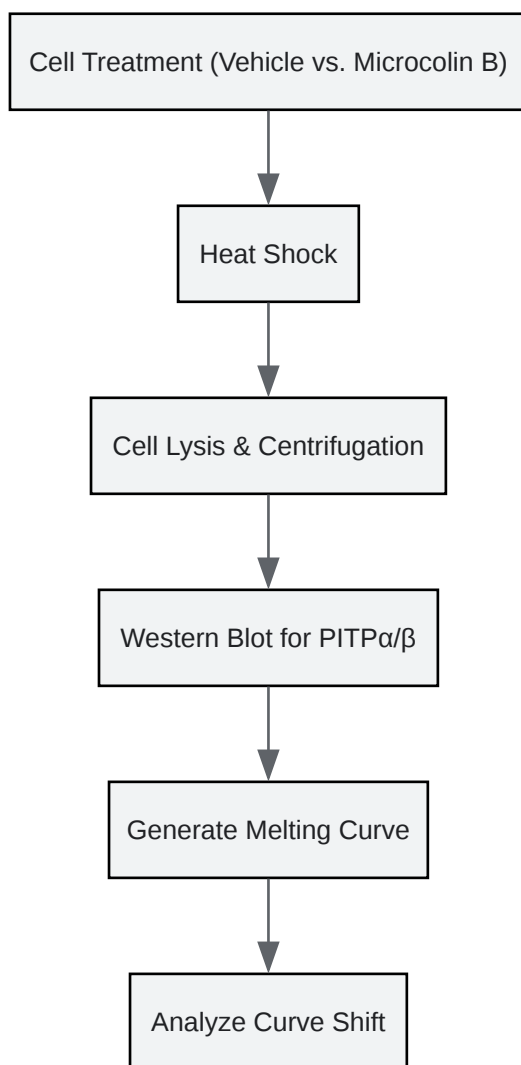 Cell Treatment (Vehicle vs. Microcolin B)
Heat Shock
Cell Lysis & Centrifugation
Western Blot for PITPα/β
Generate Melting Curve
Analyze Curve Shift